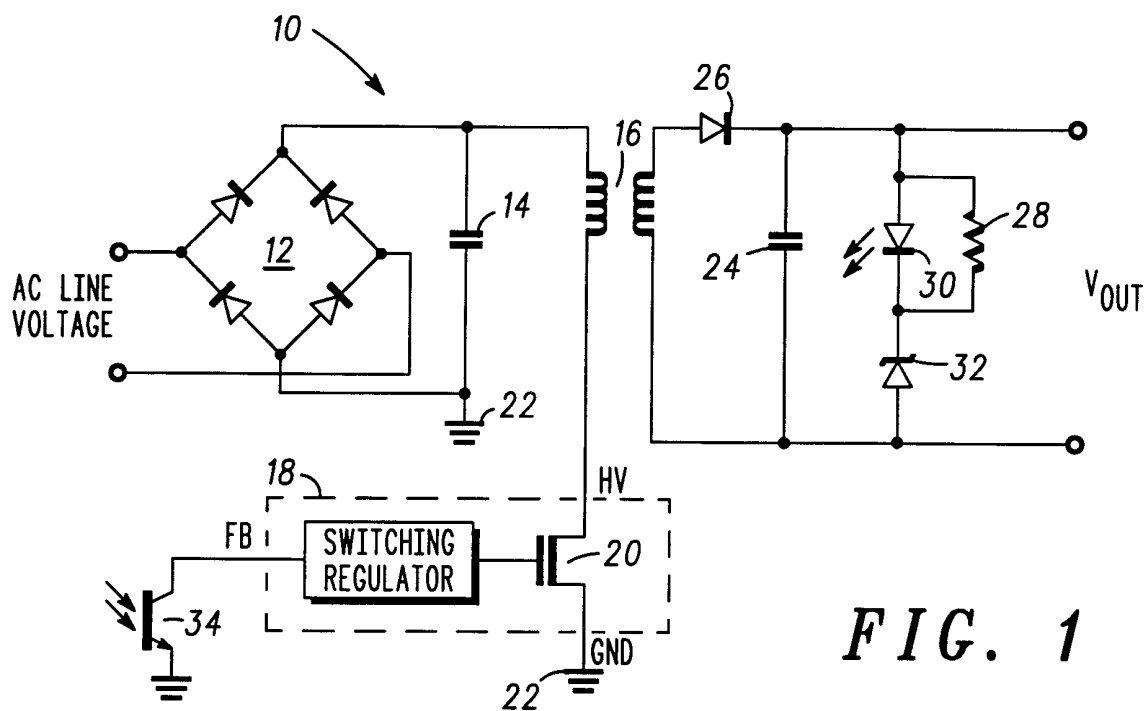 10
26
16
14
12
28
24
30
AC LINE
VOLTAGE
V_OUT
32
22
18
HV
FB
SWITCHING
REGULATOR
20
34
GND
22
FIG. 1